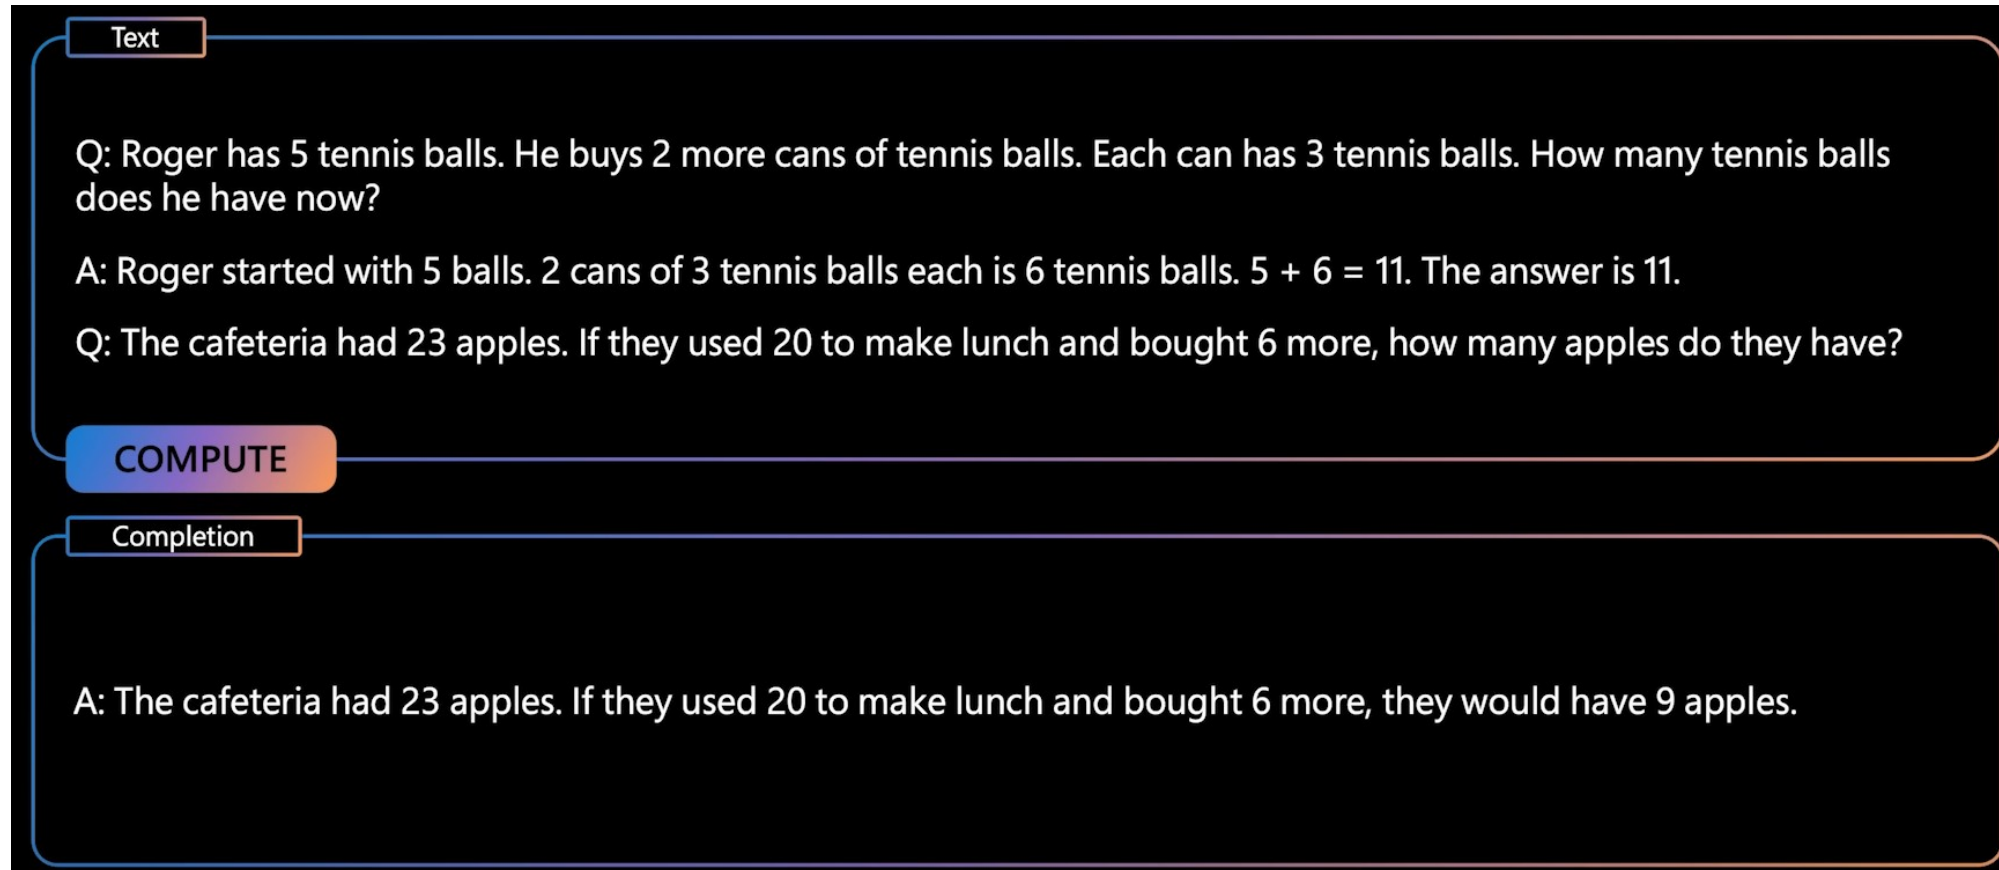 Text
Q: Roger has 5 tennis balls. He buys 2 more cans of tennis balls. Each can has 3 tennis balls. How many tennis balls
does he have now?
A: Roger started with 5 balls. 2 cans of 3 tennis balls each is 6 tennis balls. 5 + 6 = 11. The answer is 11.
Q: The cafeteria had 23 apples. If they used 20 to make lunch and bought 6 more, how many apples do they have?
COMPUTE
Completion
A: The cafeteria had 23 apples. If they used 20 to make lunch and bought 6 more, they would have 9 apples.